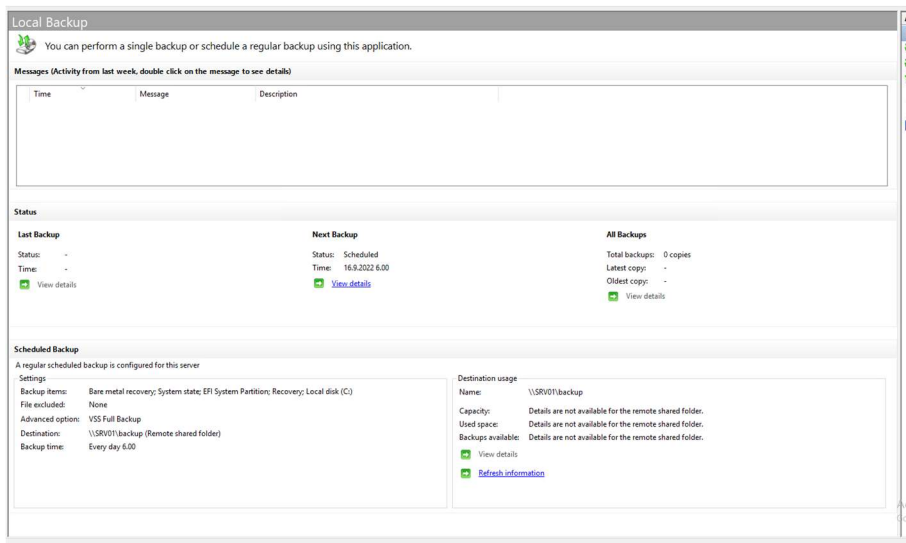 Local Backup
You can perform a single backup or schedule a regular backup using this application.
Messages (Activity from last week, double click on the message to see details)
Time Message Description
Status
Last Backup
Status: -
Time: -
View details
Next Backup
Status: Scheduled
Time: 16.9.2022 6.00
View details
All Backups
Total backups: 0 copies
Latest copy: -
Oldest copy: -
View details
Scheduled Backup
A regular scheduled backup is configured for this server
Settings
Backup items: Bare metal recovery; System state; EFI System Partition; Recovery; Local disk (C:)
File excluded: None
Advanced option: VSS Full Backup
Destination: \\SRV01\backup (Remote shared folder)
Backup time: Every day 6.00
Destination usage
Name: \\SRV01\backup
Capacity: Details are not available for the remote shared folder.
Used space: Details are not available for the remote shared folder.
Backups available: Details are not available for the remote shared folder.
View details
Refresh information